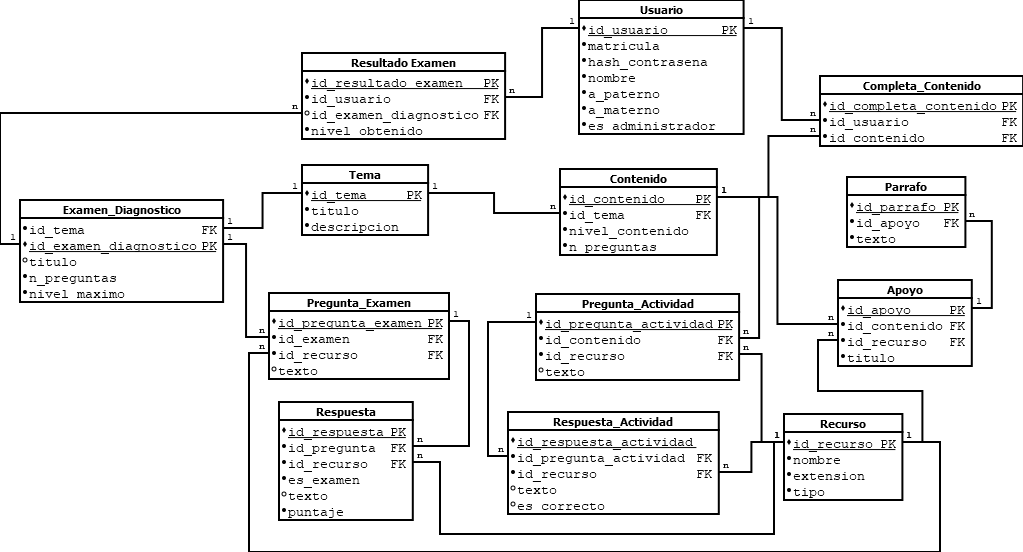 Usuario
id_usuario PK
matricula
hash_contrasena
nombre
a_paterno
a_materno
es_administrador
1
1
Resultado Examen
id_resultado_examen PK
id_usuario FK
id_examen_diagnostico FK
nivel_obtenido
n
n
Completa_Contenido
id_completa_contenido PK
id_usuario FK
id_contenido FK
n
n
Tema
id_tema PK
titulo
descripcion
1
1
Contenido
id_contenido PK
id_tema FK
nivel_contenido
n_preguntas
n
1
Parrafo
id_parrafo PK
id_apoyo FK
texto
n
Examen_Diagnostico
id_tema FK
id_examen_diagnostico PK
titulo
n_preguntas
nivel_maximo
1
1
1
Pregunta_Examen
id_pregunta_examen PK
id_examen FK
id_recurso FK
texto
1
n
n
Pregunta_Actividad
id_pregunta_actividad PK
id_contenido FK
id_recurso FK
texto
1
n
n
Apoyo
id_apoyo PK
id_contenido FK
id_recurso FK
titulo
1
n
n
Respuesta
id_respuesta PK
id_pregunta FK
id_recurso FK
es_examen
texto
puntaje
n
n
Respuesta_Actividad
id_respuesta_actividad
id_pregunta_actividad FK
id_recurso FK
texto
es_correcto
n
n
Recurso
id_recurso PK
nombre
extension
tipo
1
1